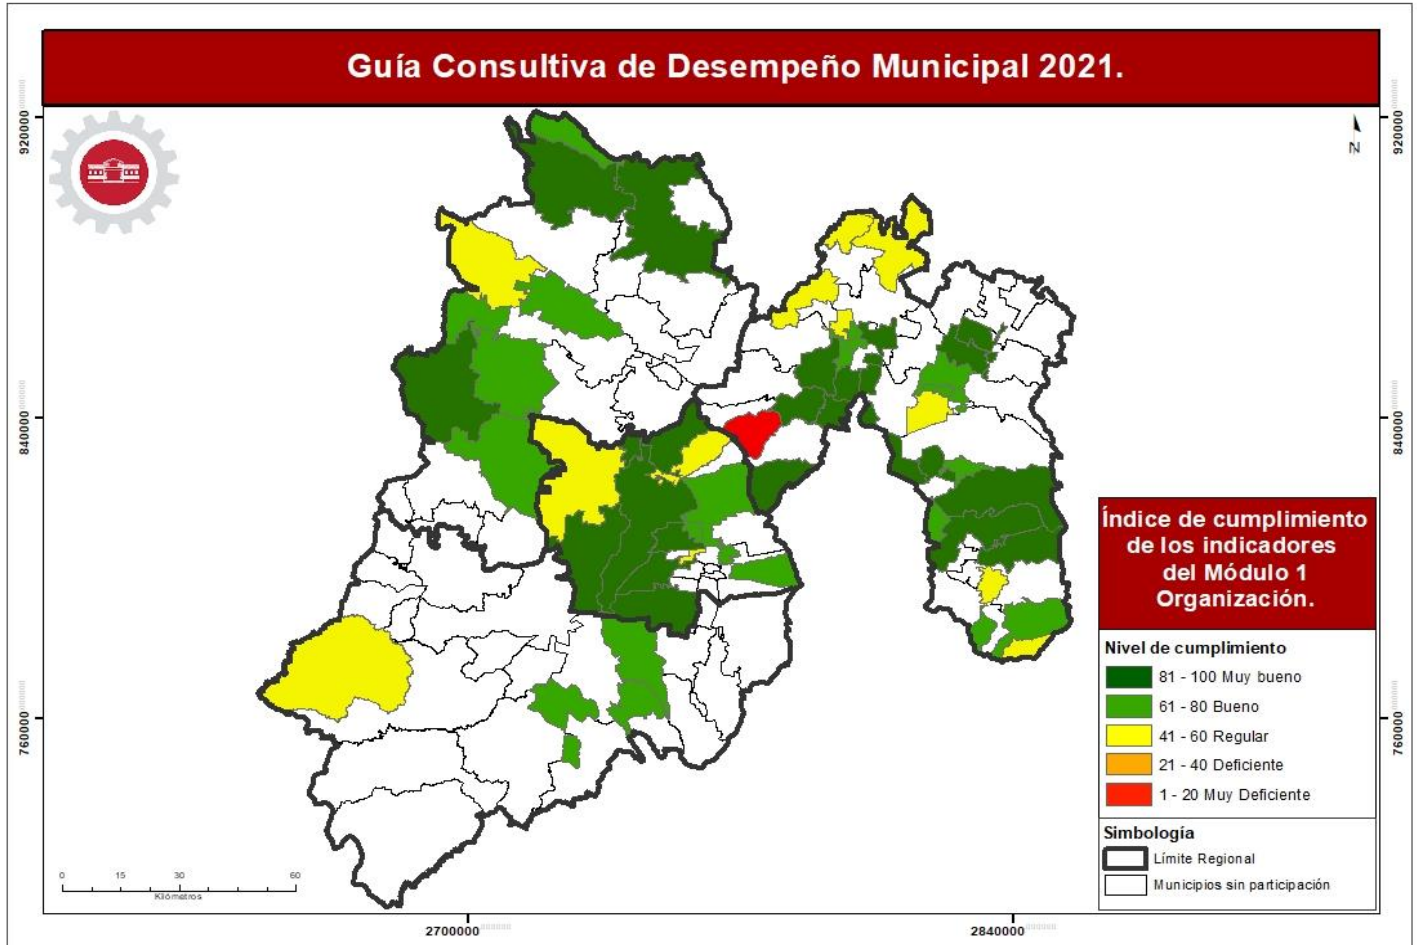 Guía Consultiva de Desempeño Municipal 2021.
920000
920000
N
840000
840000
Índice de cumplimiento
de los indicadores
del Módulo 1
Organización.
Nivel de cumplimiento
81 - 100 Muy bueno
61 - 80 Bueno
41 - 60 Regular
21 - 40 Deficiente
1 - 20 Muy Deficiente
Simbología
Límite Regional
Municipios sin participación
760000
760000
0 15 30 60
Kilómetros
2700000
2840000